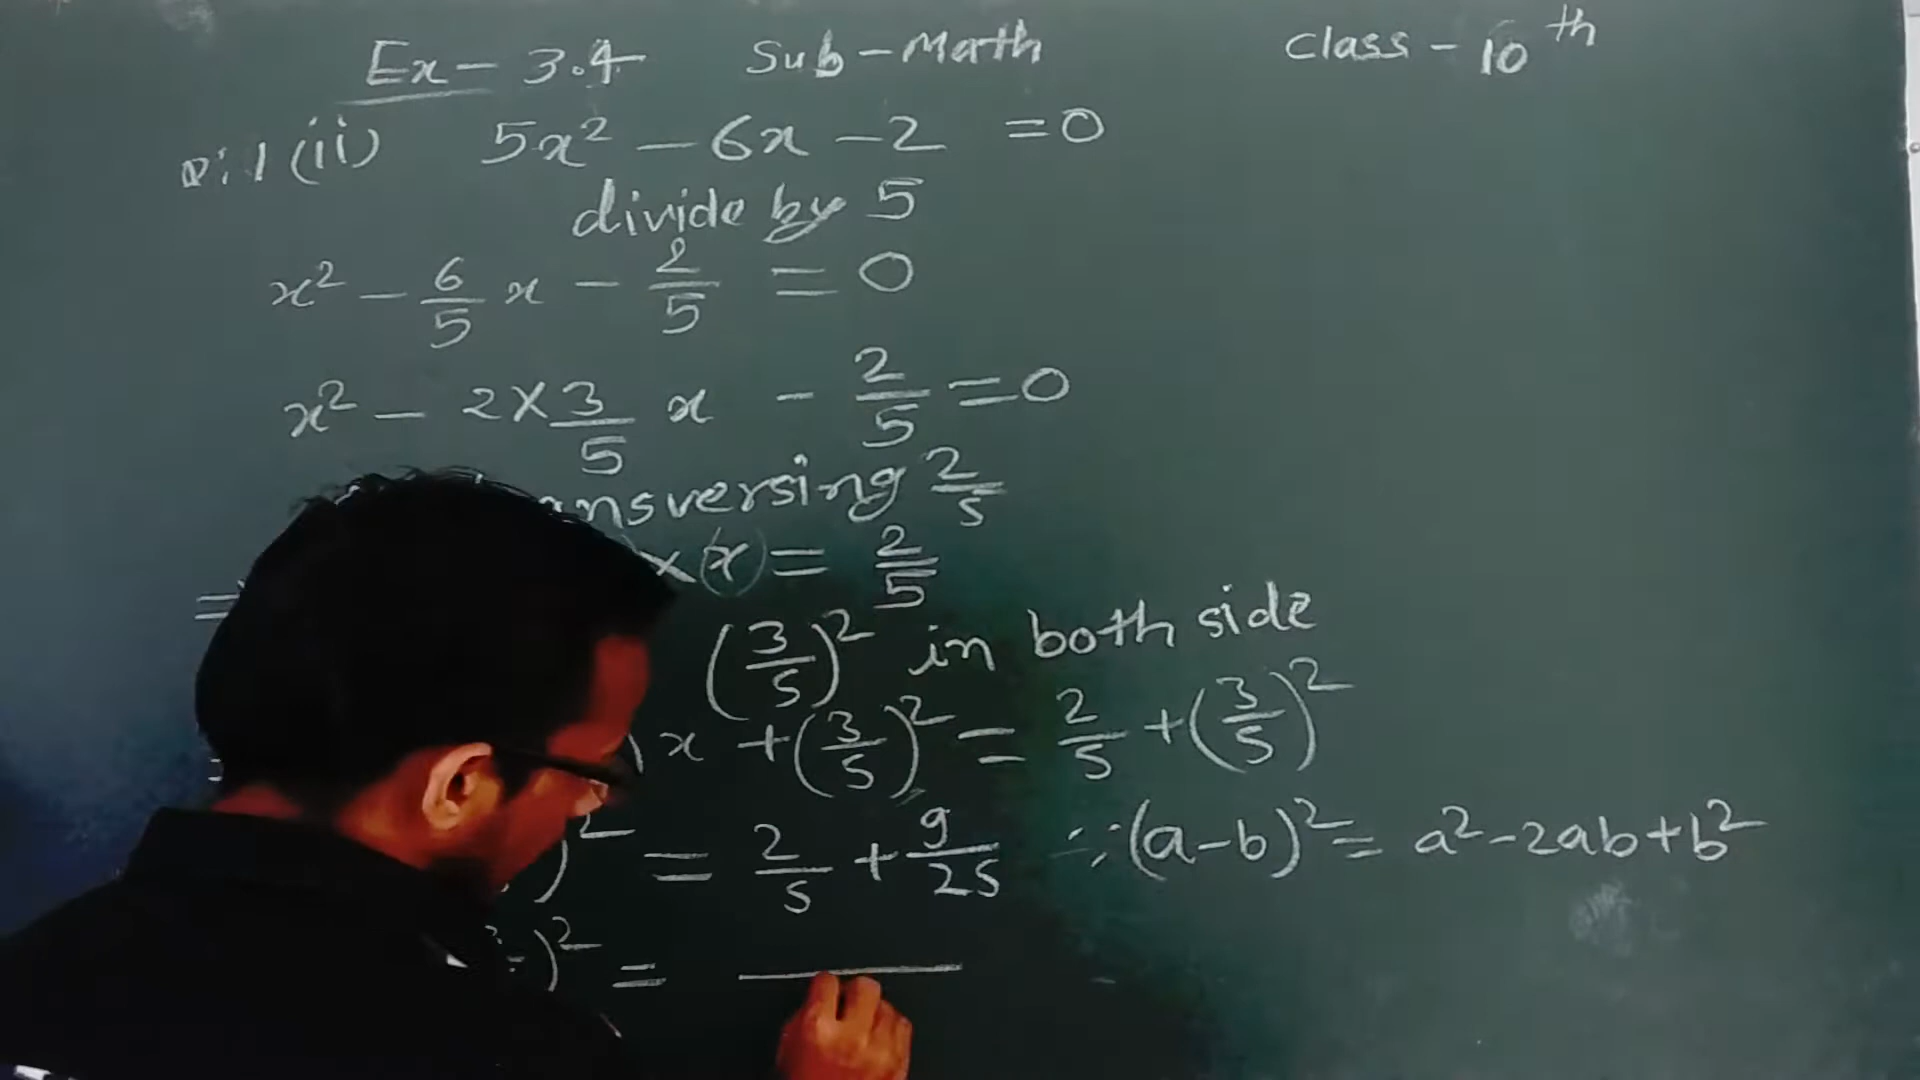 Ex - 3.4 Sub - Math Class - 10th
Q:1 (ii) 5x² - 6x - 2 = 0
divide by 5
x² - 6/5 x - 2/5 = 0
x² - 2 × 3/5 x - 2/5 = 0
ansversing 2/5
= × (x) = 2/5
(3/5)² in both side
= x + (3/5)² = 2/5 + (3/5)²
)² = 2/5 + 9/25 ∵ (a-b)² = a² - 2ab + b²
)² =